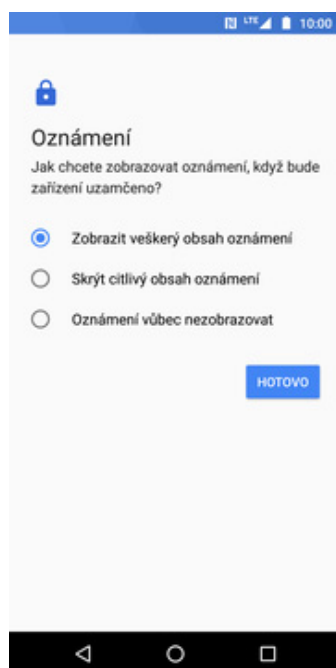 LTE 10:00
Oznámení
Jak chcete zobrazovat oznámení, když bude
zařízení uzamčeno?
Zobrazit veškerý obsah oznámení
Skrýt citlivý obsah oznámení
Oznámení vůbec nezobrazovat
HOTOVO